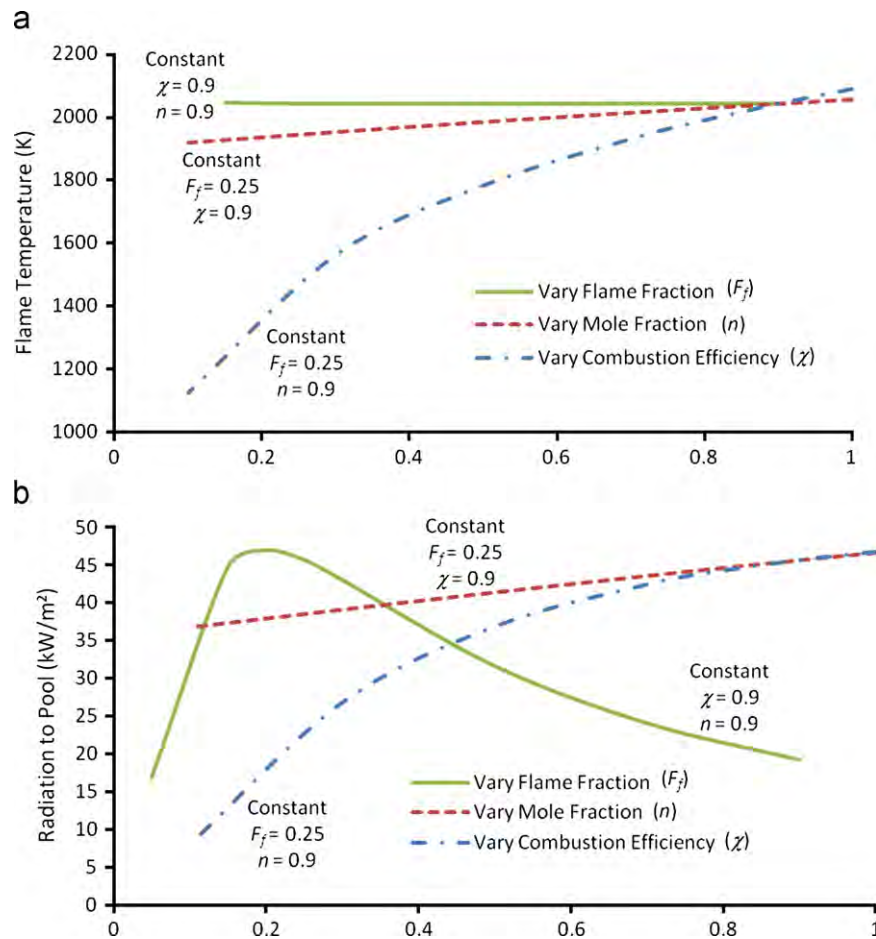 a
2200
2000
1800
1600
1400
1200
1000
Flame Temperature (K)
Constant
χ = 0.9
n = 0.9
Constant
F_f = 0.25
χ = 0.9
Constant
F_f = 0.25
n = 0.9
Vary Flame Fraction (F_f)
Vary Mole Fraction (n)
Vary Combustion Efficiency (χ)
0 0.2 0.4 0.6 0.8 1
b
50
45
40
35
30
25
20
15
10
5
0
Radiation to Pool (kW/m²)
Constant
F_f = 0.25
χ = 0.9
Constant
χ = 0.9
n = 0.9
Constant
F_f = 0.25
n = 0.9
Vary Flame Fraction (F_f)
Vary Mole Fraction (n)
Vary Combustion Efficiency (χ)
0 0.2 0.4 0.6 0.8 1